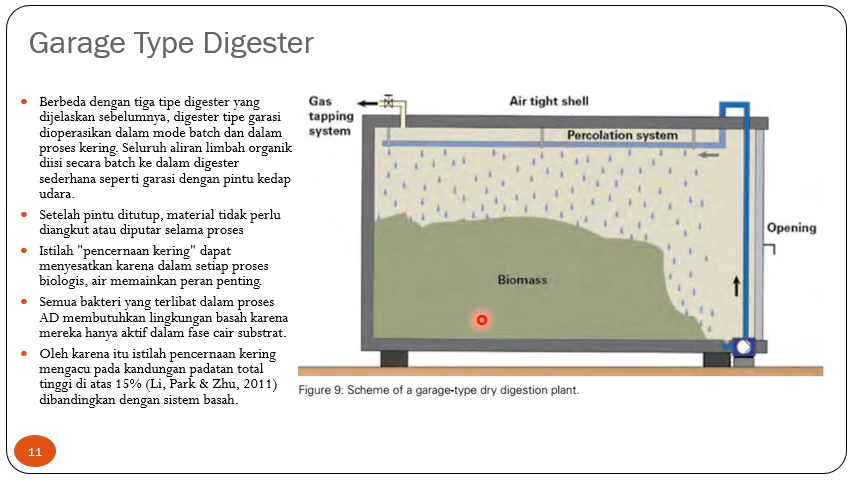 Garage Type Digester
Berbeda dengan tiga tipe digester yang
dijelaskan sebelumnya, digester tipe garasi
dioperasikan dalam mode batch dan dalam
proses kering. Seluruh aliran limbah organik
diisi secara batch ke dalam digester
sederhana seperti garasi dengan pintu kedap
udara.
Setelah pintu ditutup, material tidak perlu
diangkut atau diputar selama proses
Istilah "pencernaan kering" dapat
menyesatkan karena dalam setiap proses
biologis, air memainkan peran penting.
Semua bakteri yang terlibat dalam proses
AD membutuhkan lingkungan basah karena
mereka hanya aktif dalam fase cair substrat.
Oleh karena itu istilah pencernaan kering
mengacu pada kandungan padatan total
tinggi di atas 15% (Li, Park & Zhu, 2011)
dibandingkan dengan sistem basah.
11
Gas
tapping
system
Air tight shell
Percolation system
Opening
Biomass
Figure 9: Scheme of a garage-type dry digestion plant.